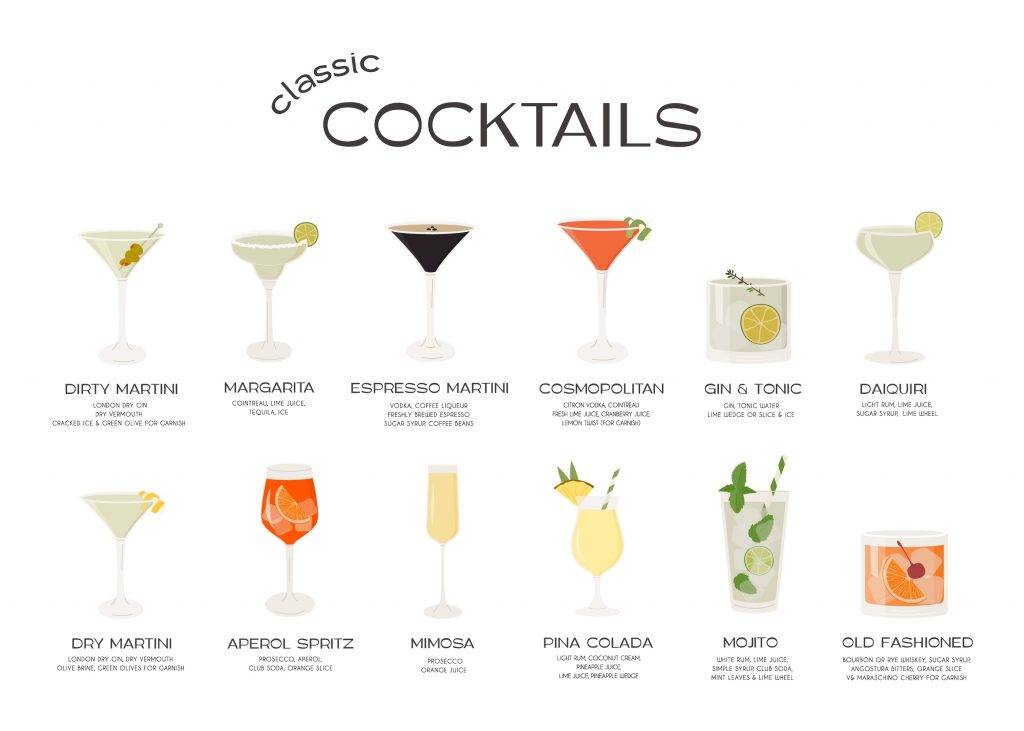 classic
COCKTAILS
DIRTY MARTINI
LONDON DRY GIN
DRY VERMOUTH
CRACKED ICE & GREEN OLIVE FOR GARNISH
MARGARITA
COINTREAU, LIME JUICE,
TEQUILA, ICE
ESPRESSO MARTINI
VODKA, COFFEE LIQUEUR
FRESHLY BREWED ESPRESSO
SUGAR SYRUP, COFFEE BEANS
COSMOPOLITAN
CITRON VODKA, COINTREAU
FRESH LIME JUICE, CRANBERRY JUICE,
LEMON TWIST (FOR GARNISH)
GIN & TONIC
GIN, TONIC WATER
LIME WEDGE OR SLICE & ICE
DAIQUIRI
LIGHT RUM, LIME JUICE,
SUGAR SYRUP, LIME WHEEL
DRY MARTINI
LONDON DRY GIN, DRY VERMOUTH
OLIVE BRINE, GREEN OLIVES FOR GARNISH
APEROL SPRITZ
PROSECCO, APEROL,
CLUB SODA, ORANGE SLICE
MIMOSA
PROSECCO
ORANGE JUICE
PINA COLADA
LIGHT RUM, COCONUT CREAM,
PINEAPPLE JUICE,
LIME JUICE, PINEAPPLE WEDGE
MOJITO
WHITE RUM, LIME JUICE,
SIMPLE SYRUP, CLUB SODA,
MINT LEAVES & LIME WHEEL
OLD FASHIONED
BOURBON OR RYE WHISKEY, SUGAR SYRUP,
ANGOSTURA BITTERS, ORANGE SLICE
V& MARASCHINO CHERRY FOR GARNISH